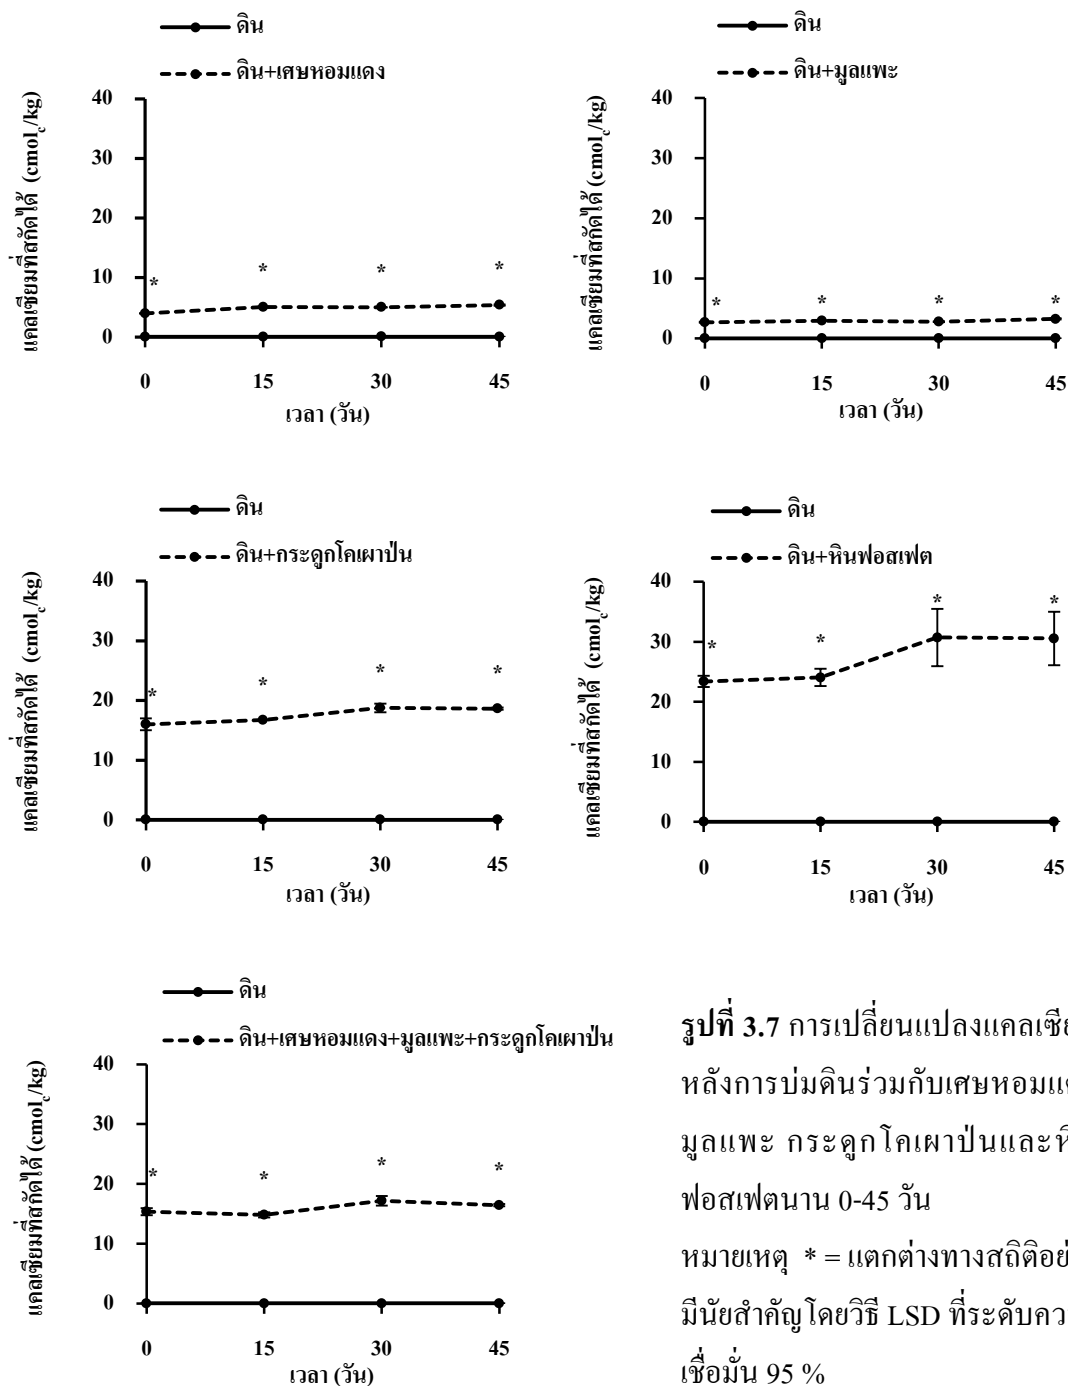 ดิน
ดิน+เศษหอมแดง
แคลเซียมที่สกัดได้ (cmolc/kg)
40
30
20
10
0
*
*
*
*
0 15 30 45
เวลา (วัน)
ดิน
ดิน+มูลแพะ
แคลเซียมที่สกัดได้ (cmolc/kg)
40
30
20
10
0
*
*
*
*
0 15 30 45
เวลา (วัน)
ดิน
ดิน+กระดูกโคเผาป่น
แคลเซียมที่สกัดได้ (cmolc/kg)
40
30
20
10
0
*
*
*
*
0 15 30 45
เวลา (วัน)
ดิน
ดิน+หินฟอสเฟต
แคลเซียมที่สกัดได้ (cmolc/kg)
40
30
20
10
0
*
*
*
*
0 15 30 45
เวลา (วัน)
ดิน
ดิน+เศษหอมแดง+มูลแพะ+กระดูกโคเผาป่น
แคลเซียมที่สกัดได้ (cmolc/kg)
40
30
20
10
0
*
*
*
*
0 15 30 45
เวลา (วัน)
รูปที่ 3.7 การเปลี่ยนแปลงแคลเซีย
หลังการบ่มดินร่วมกับเศษหอมแด
มูลแพะ กระดูกโคเผาป่นและหิ
ฟอสเฟตนาน 0-45 วัน
หมายเหตุ * = แตกต่างทางสถิติอย่
มีนัยสำคัญโดยวิธี LSD ที่ระดับคว
เชื่อมั่น 95 %